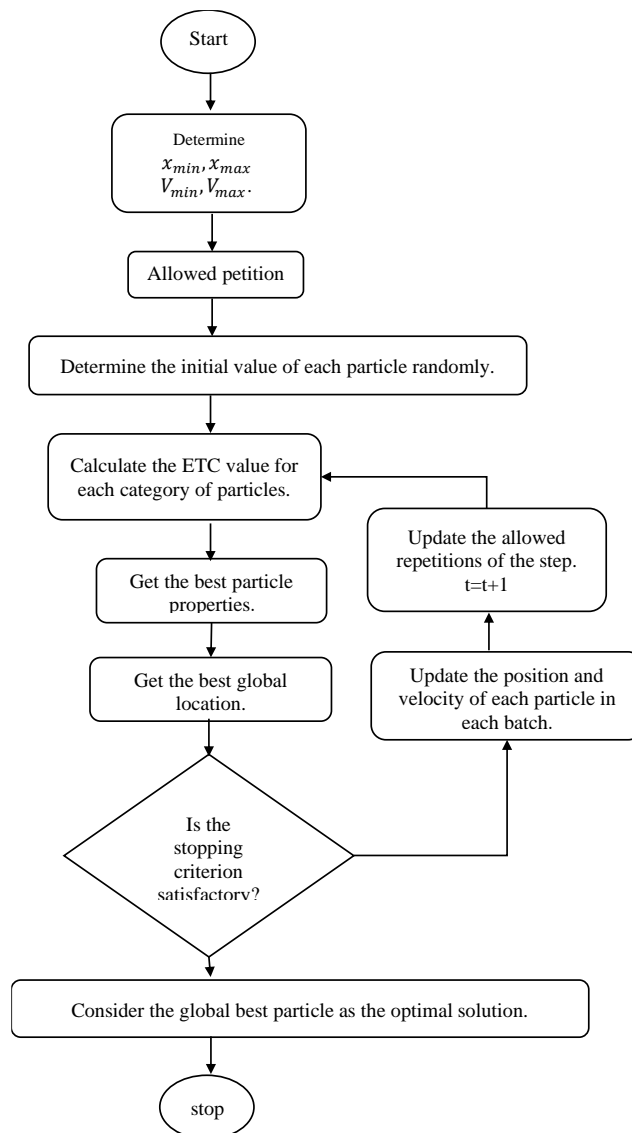 Start
Determine
x_min, x_max
V_min, V_max.
Allowed petition
Determine the initial value of each particle randomly.
Calculate the ETC value for
each category of particles.
Get the best particle
properties.
Get the best global
location.
Is the
stopping
criterion
satisfactory?
Update the position and
velocity of each particle in
each batch.
Update the allowed
repetitions of the step.
t=t+1
Consider the global best particle as the optimal solution.
stop